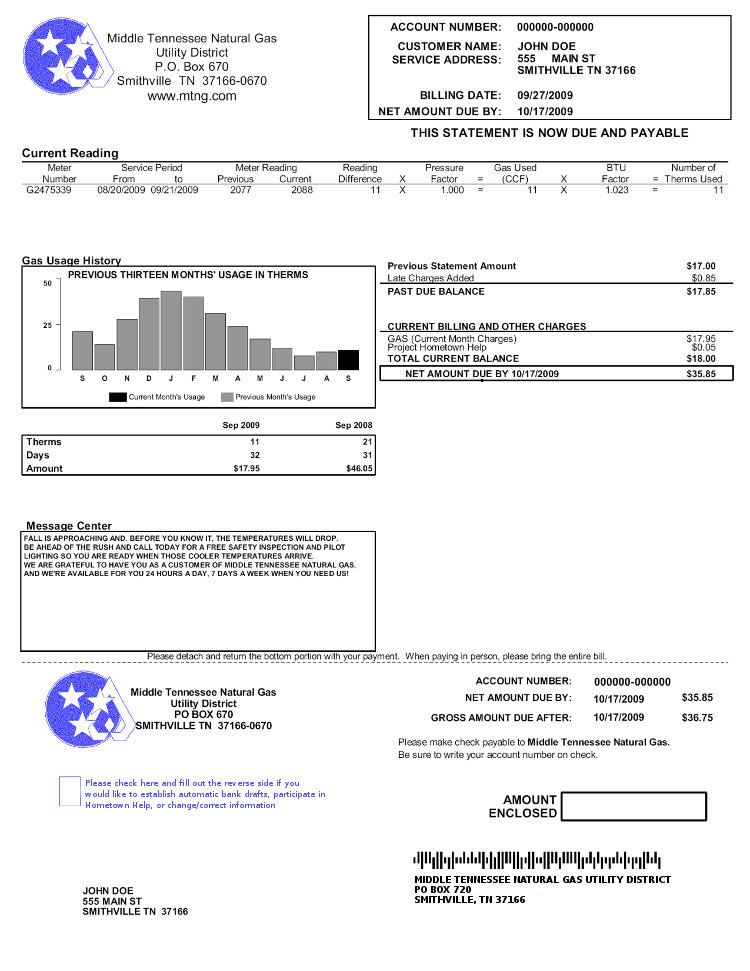 Middle Tennessee Natural Gas
Utility District
P.O. Box 670
Smithville TN 37166-0670
www.mtng.com
ACCOUNT NUMBER: 000000-000000
CUSTOMER NAME: JOHN DOE
SERVICE ADDRESS: 555 MAIN ST
SMITHVILLE TN 37166
BILLING DATE: 09/27/2009
NET AMOUNT DUE BY: 10/17/2009
THIS STATEMENT IS NOW DUE AND PAYABLE
Current Reading
Meter Service Period Meter Reading Reading Pressure Gas Used BTU Number of
Number From to Previous Current Difference X Factor = (CCF) X Factor = Therms Used
G2475339 08/20/2009 09/21/2009 2077 2088 11 X 1.000 = 11 X 1.023 = 11
Gas Usage History
PREVIOUS THIRTEEN MONTHS' USAGE IN THERMS
50
25
0
S O N D J F M A M J J A S
Current Month's Usage Previous Month's Usage
Previous Statement Amount $17.00
Late Charges Added $0.85
PAST DUE BALANCE $17.85
CURRENT BILLING AND OTHER CHARGES
GAS (Current Month Charges) $17.95
Project Hometown Help $0.05
TOTAL CURRENT BALANCE $18.00
NET AMOUNT DUE BY 10/17/2009 $35.85
Sep 2009 Sep 2008
Therms 11 21
Days 32 31
Amount $17.95 $46.05
Message Center
FALL IS APPROACHING AND, BEFORE YOU KNOW IT, THE TEMPERATURES WILL DROP.
BE AHEAD OF THE RUSH AND CALL TODAY FOR A FREE SAFETY INSPECTION AND PILOT
LIGHTING SO YOU ARE READY WHEN THOSE COOLER TEMPERATURES ARRIVE.
WE ARE GRATEFUL TO HAVE YOU AS A CUSTOMER OF MIDDLE TENNESSEE NATURAL GAS,
AND WE'RE AVAILABLE FOR YOU 24 HOURS A DAY, 7 DAYS A WEEK WHEN YOU NEED US!
Please detach and return the bottom portion with your payment. When paying in person, please bring the entire bill.
Middle Tennessee Natural Gas
Utility District
PO BOX 670
SMITHVILLE TN 37166-0670
ACCOUNT NUMBER: 000000-000000
NET AMOUNT DUE BY: 10/17/2009 $35.85
GROSS AMOUNT DUE AFTER: 10/17/2009 $36.75
Please make check payable to Middle Tennessee Natural Gas.
Be sure to write your account number on check.
Please check here and fill out the reverse side if you
would like to establish automatic bank drafts, participate in
Hometown Help, or change/correct information
AMOUNT
ENCLOSED
MIDDLE TENNESSEE NATURAL GAS UTILITY DISTRICT
PO BOX 720
SMITHVILLE, TN 37166
JOHN DOE
555 MAIN ST
SMITHVILLE TN 37166